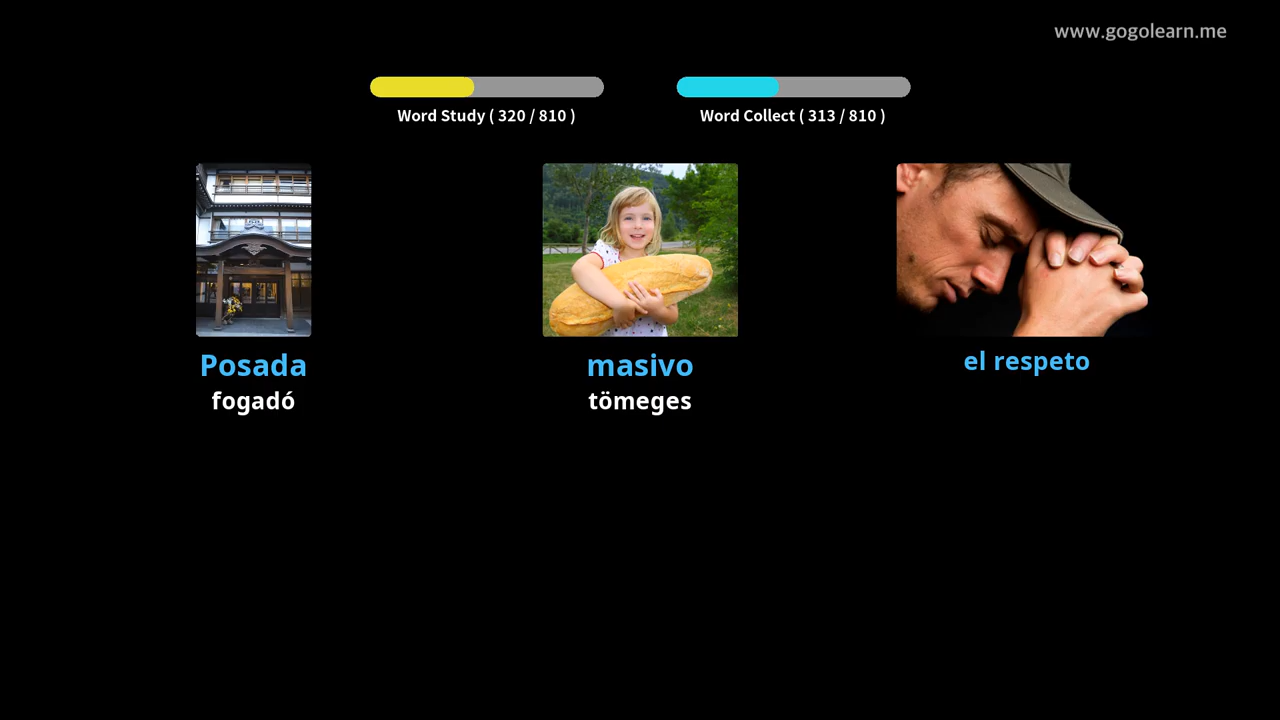 www.gogolearn.me
Word Study ( 320 / 810 )
Word Collect ( 313 / 810 )
Posada
fogadó
masivo
tömeges
el respeto